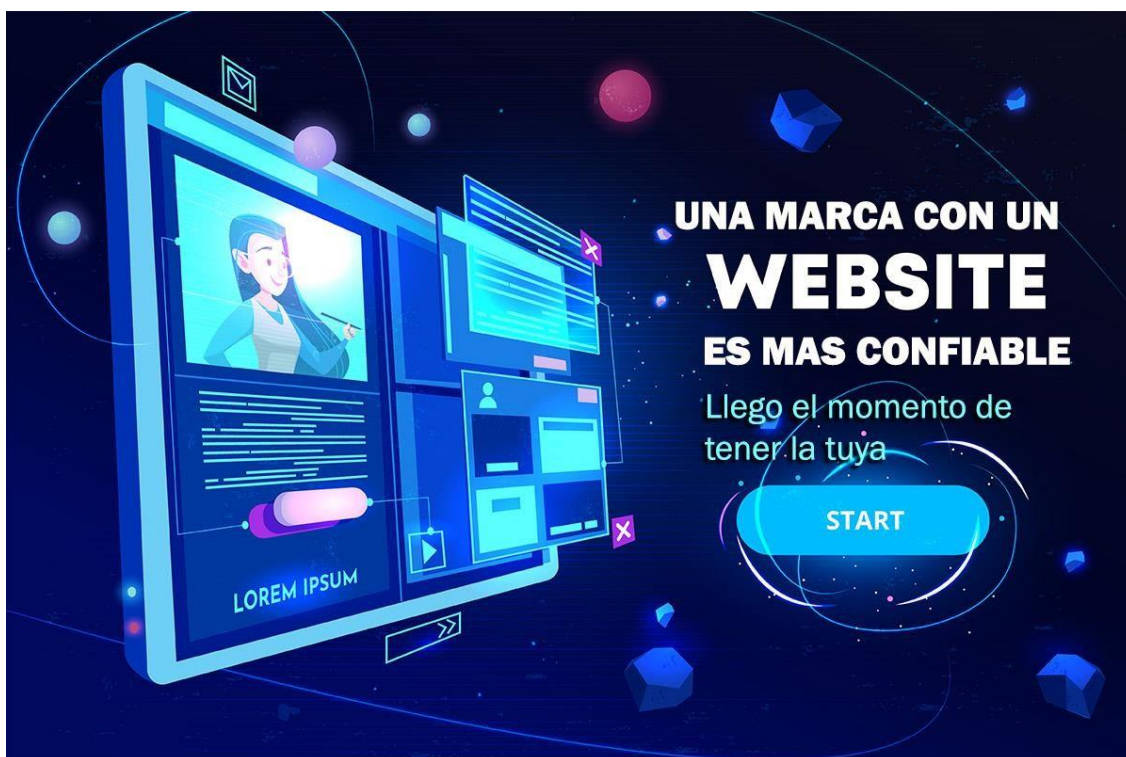 UNA MARCA CON UN
WEBSITE
ES MAS CONFIABLE
Llego el momento de
tener la tuya
START
LOREM IPSUM